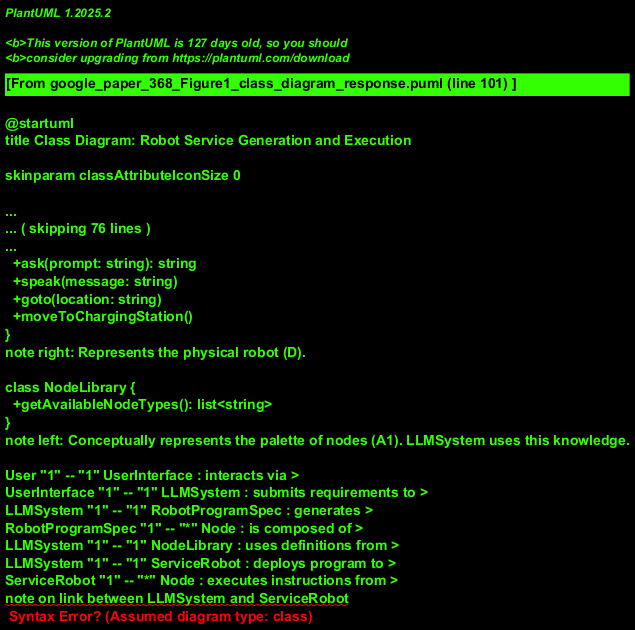 PlantUML 1.2025.2
<b>This version of PlantUML is 127 days old, so you should
<b>consider upgrading from https://plantuml.com/download
[From google_paper_368_Figure1_class_diagram_response.puml (line 101) ]
@startuml
title Class Diagram: Robot Service Generation and Execution
skinparam classAttributeIconSize 0
...
... ( skipping 76 lines )
...
+ask(prompt: string): string
+speak(message: string)
+goto(location: string)
+moveToChargingStation()
}
note right: Represents the physical robot (D).
class NodeLibrary {
+getAvailableNodeTypes(): list<string>
}
note left: Conceptually represents the palette of nodes (A1). LLMSystem uses this knowledge.
User "1" -- "1" UserInterface : interacts via >
UserInterface "1" -- "1" LLMSystem : submits requirements to >
LLMSystem "1" -- "1" RobotProgramSpec : generates >
RobotProgramSpec "1" -- "*" Node : is composed of >
LLMSystem "1" -- "1" NodeLibrary : uses definitions from >
LLMSystem "1" -- "1" ServiceRobot : deploys program to >
ServiceRobot "1" -- "*" Node : executes instructions from >
note on link between LLMSystem and ServiceRobot
Syntax Error? (Assumed diagram type: class)